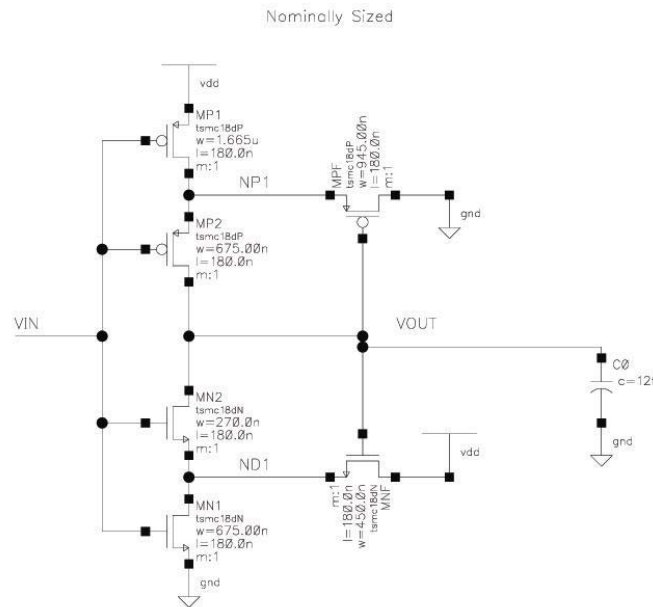 Nominally Sized
vdd
MP1
tsmc18dP
w=1.665u
l=180.0n
m:1
NP1
MPF
tsmc18dP
w=945.00n
l=180.0n
m:1
gnd
MP2
tsmc18dP
w=675.00n
l=180.0n
m:1
VIN
VOUT
C0
c=12f
gnd
MN2
tsmc18dN
w=270.0n
l=180.0n
m:1
ND1
m:1
l=180.0n
w=450.0n
tsmc18dN
MNF
vdd
MN1
tsmc18dN
w=675.00n
l=180.0n
m:1
gnd